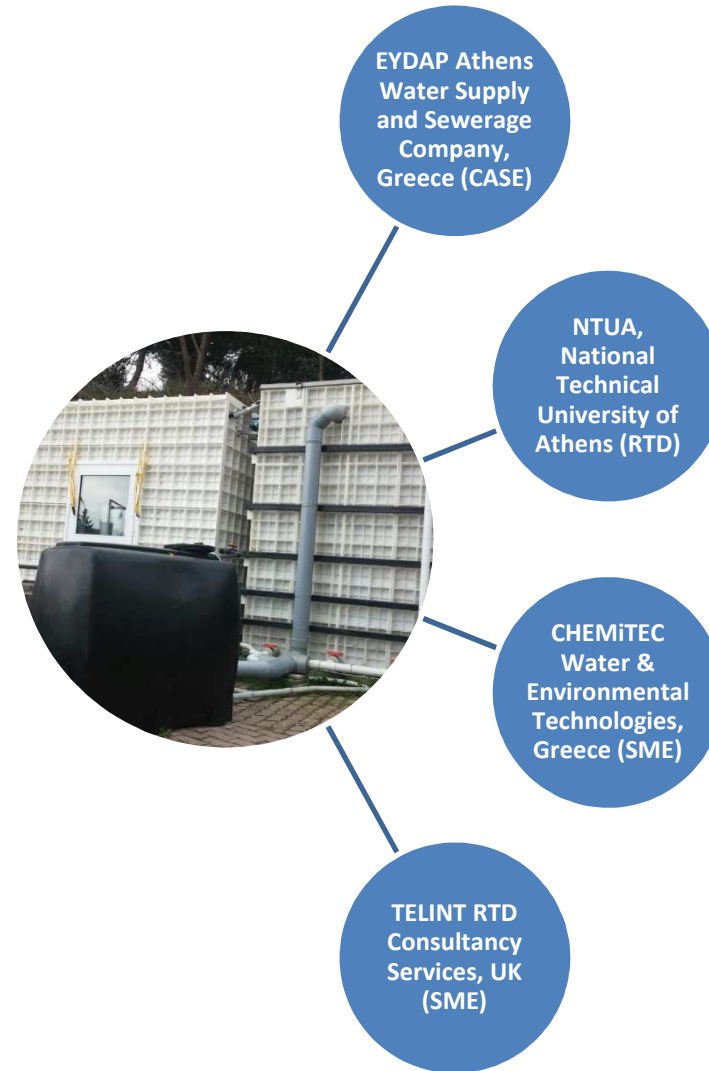 EYDAP Athens
Water Supply
and Sewerage
Company,
Greece (CASE)
NTUA,
National
Technical
University of
Athens (RTD)
CHEMiTEC
Water &
Environmental
Technologies,
Greece (SME)
TELINT RTD
Consultancy
Services, UK
(SME)